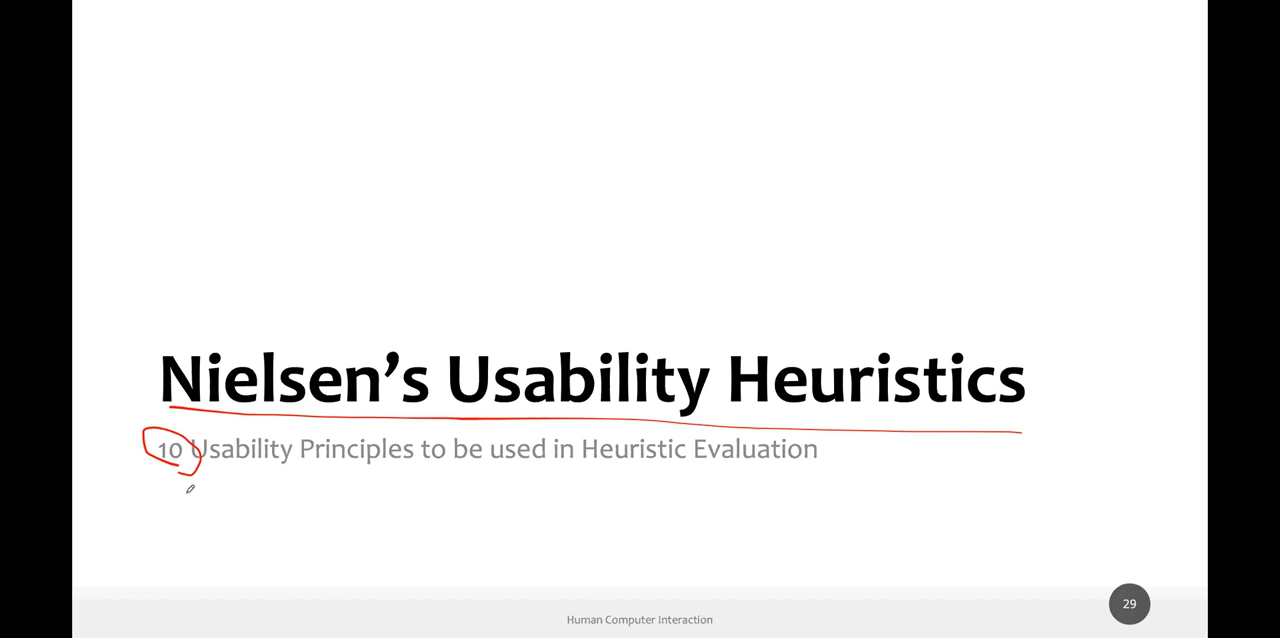 Nielsen’s Usability Heuristics
10 Usability Principles to be used in Heuristic Evaluation
Human Computer Interaction
29